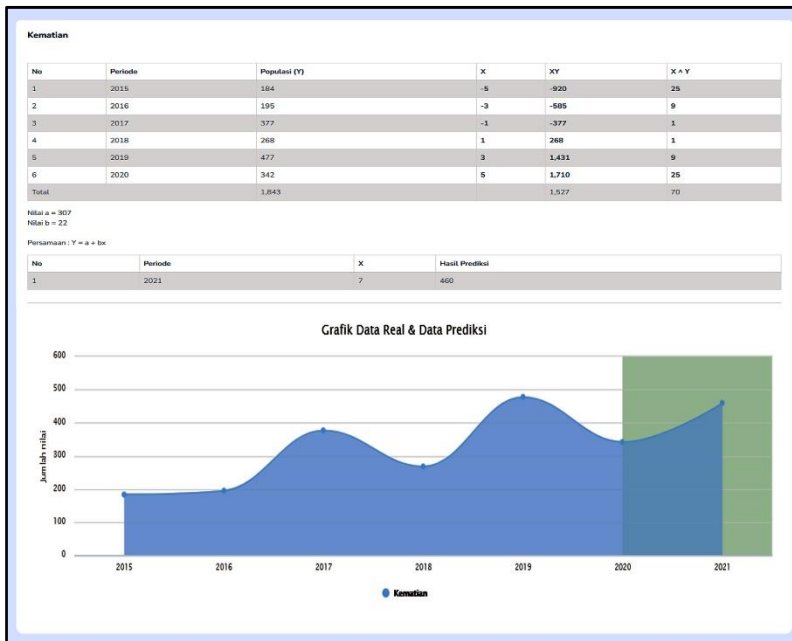 Kematian
No Periode Populasi (Y) X XY X ^ Y
1 2015 184 -5 -920 25
2 2016 195 -3 -585 9
3 2017 377 -1 -377 1
4 2018 268 1 268 1
5 2019 477 3 1,431 9
6 2020 342 5 1,710 25
Total 1,843 1,527 70
Nilai a = 307
Nilai b = 22
Persamaan : Y = a + bx
No Periode X Hasil Prediksi
1 2021 7 460
Grafik Data Real & Data Prediksi
600
500
400
300
200
100
0
Jumlah nilai
2015 2016 2017 2018 2019 2020 2021
Kematian